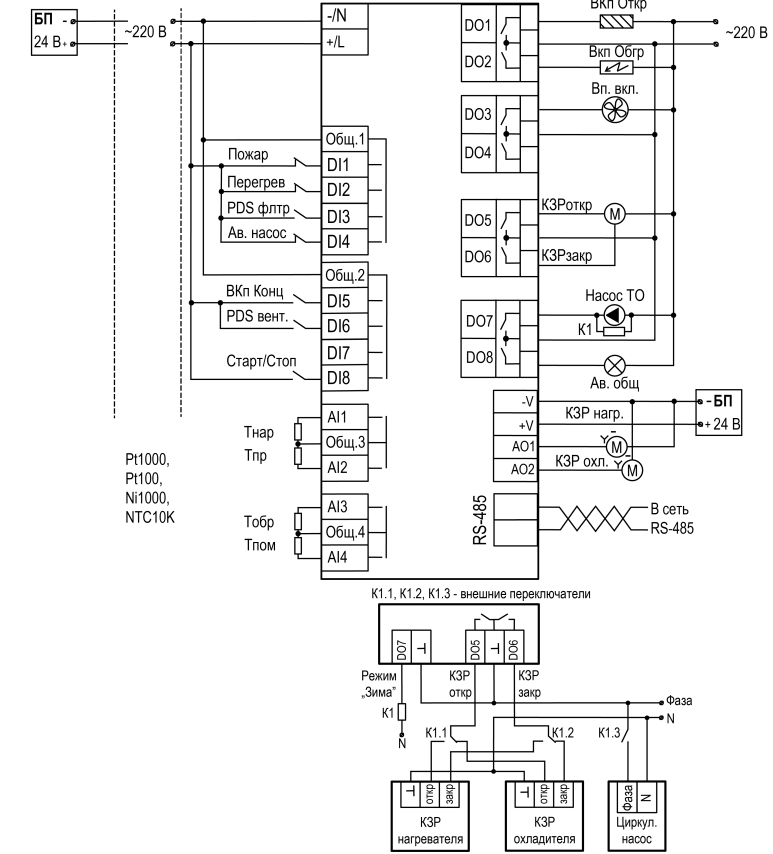 БП -
24 В +
~220 В
-/N
+/L
Общ.1
Пожар
DI1
Перегрев
DI2
PDS флтр
DI3
Ав. насос
DI4
Общ.2
ВКп Конц
DI5
PDS вент.
DI6
DI7
Старт/Стоп
DI8
AI1
Тнар
Общ.3
Тпр
AI2
Pt1000,
Pt100,
Ni1000,
NTC10K
AI3
Тобр
Общ.4
Тпом
AI4
DO1
ВКп Откр
~220 В
DO2
Вкп Обгр
DO3
Вп. вкл.
DO4
DO5
КЗРоткр
M
DO6
КЗРзакр
DO7
Насос ТО
К1
DO8
Ав. общ
-V
- БП
+V
КЗР нагр.
+ 24 В
AO1
M
AO2
КЗР охл.
M
RS-485
В сеть
RS-485
К1.1, К1.2, К1.3 - внешние переключатели
DO7
DO5
DO6
Режим
„Зима”
КЗР
откр
КЗР
закр
Фаза
N
К1
N
К1.1
К1.2
К1.3
откр
закр
КЗР
нагревателя
откр
закр
КЗР
охладителя
Фаза
N
Циркул.
насос